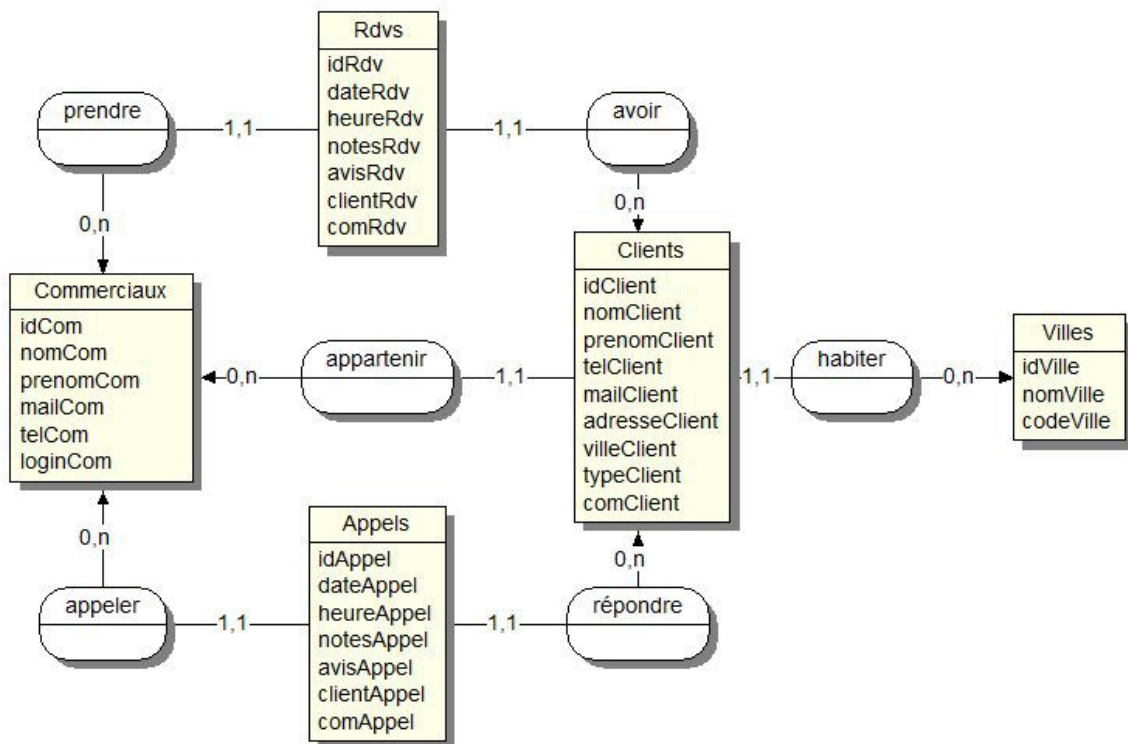 Rdvs
idRdv
dateRdv
heureRdv
notesRdv
avisRdv
clientRdv
comRdv
prendre
1,1
1,1
avoir
0,n
0,n
Commerciaux
idCom
nomCom
prenomCom
mailCom
telCom
loginCom
0,n
appartenir
1,1
Clients
idClient
nomClient
prenomClient
telClient
mailClient
adresseClient
villeClient
typeClient
comClient
1,1
habiter
0,n
Villes
idVille
nomVille
codeVille
0,n
0,n
appeler
1,1
Appels
idAppel
dateAppel
heureAppel
notesAppel
avisAppel
clientAppel
comAppel
1,1
répondre